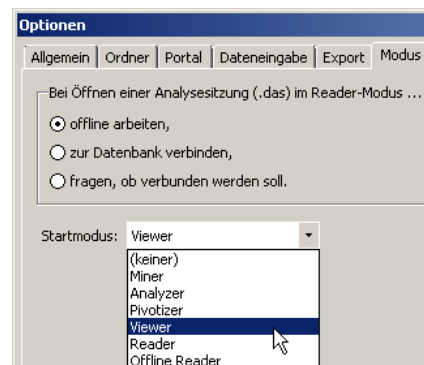 Optionen
Allgemein Ordner Portal Dateneingabe Export Modus
Bei Öffnen einer Analysesitzung (.das) im Reader-Modus ...
offline arbeiten,
zur Datenbank verbinden,
fragen, ob verbunden werden soll.
Startmodus: Viewer
(keiner)
Miner
Analyzer
Pivotizer
Viewer
Reader
Offline Reader